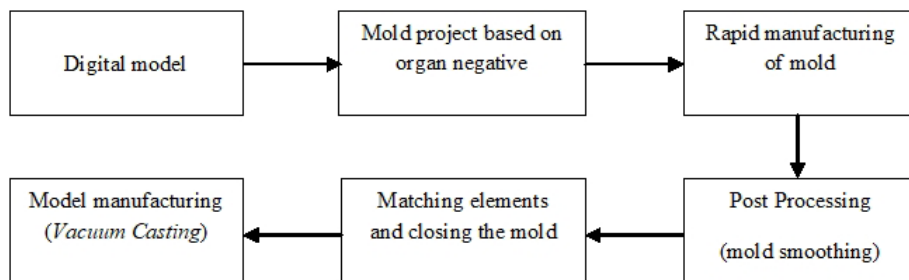 Digital model
Mold project based on
organ negative
Rapid manufacturing
of mold
Post Processing
(mold smoothing)
Matching elements
and closing the mold
Model manufacturing
(Vacuum Casting)